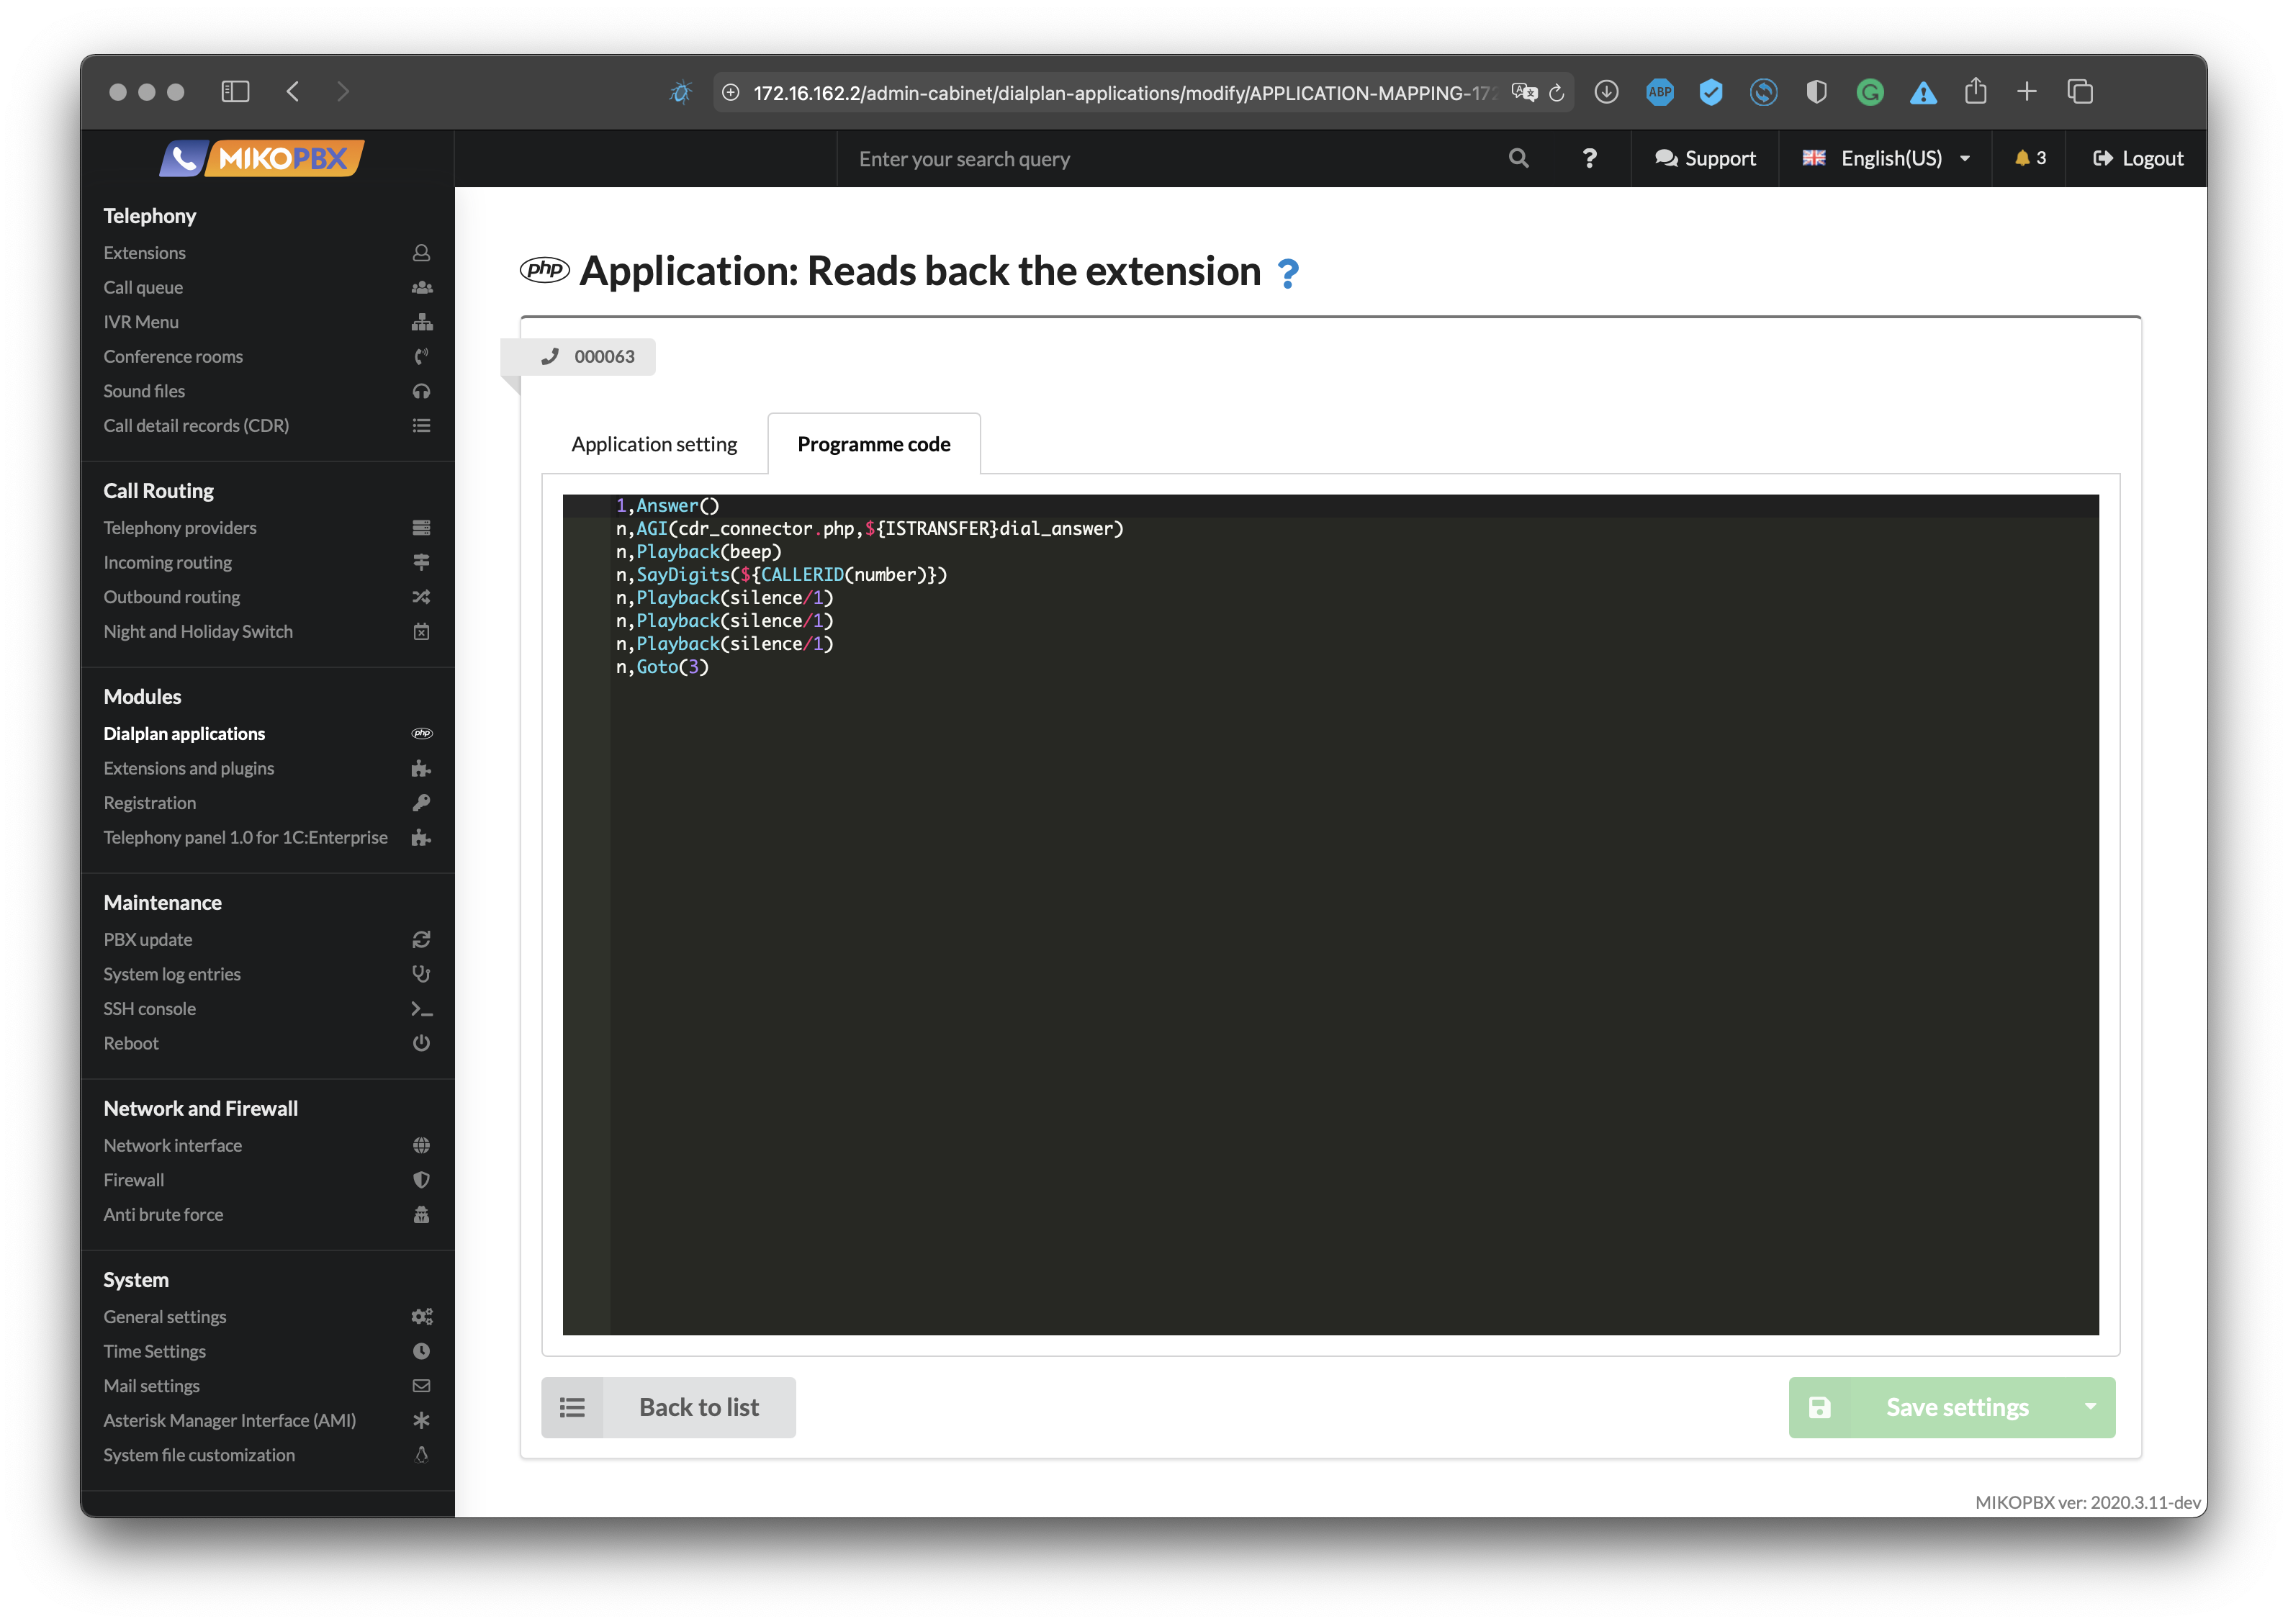 172.16.162.2/admin-cabinet/dialplan-applications/modify/APPLICATION-MAPPING-172
ABP
MIKOPBX
Enter your search query
?
Support
English(US)
3
Logout
Telephony
Extensions
Call queue
IVR Menu
Conference rooms
Sound files
Call detail records (CDR)
Call Routing
Telephony providers
Incoming routing
Outbound routing
Night and Holiday Switch
Modules
Dialplan applications
php
Extensions and plugins
Registration
Telephony panel 1.0 for 1C:Enterprise
Maintenance
PBX update
System log entries
SSH console
Reboot
Network and Firewall
Network interface
Firewall
Anti brute force
System
General settings
Time Settings
Mail settings
Asterisk Manager Interface (AMI)
System file customization
php Application: Reads back the extension ?
000063
Application setting
Programme code
1,Answer()
n,AGI(cdr_connector.php,${ISTRANSFER}dial_answer)
n,Playback(beep)
n,SayDigits(${CALLERID(number)})
n,Playback(silence/1)
n,Playback(silence/1)
n,Playback(silence/1)
n,Goto(3)
Back to list
Save settings
MIKOPBX ver: 2020.3.11-dev